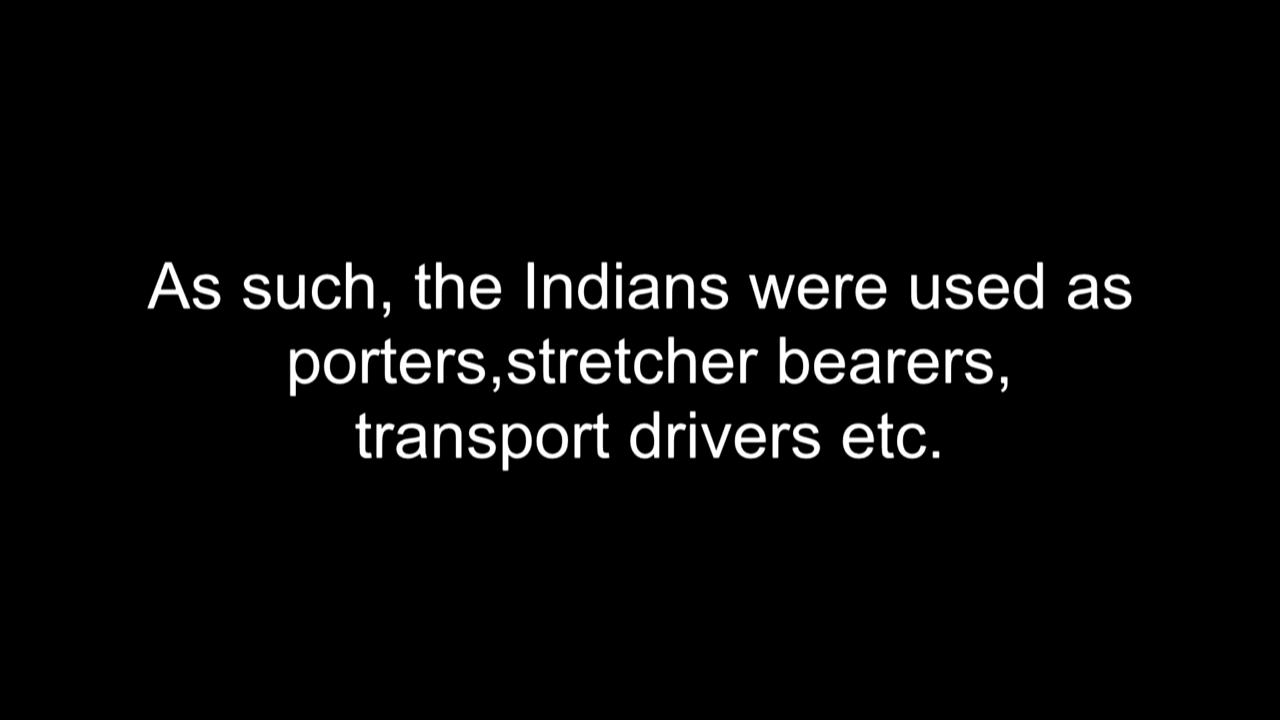 As such, the Indians were used as
porters,stretcher bearers,
transport drivers etc.